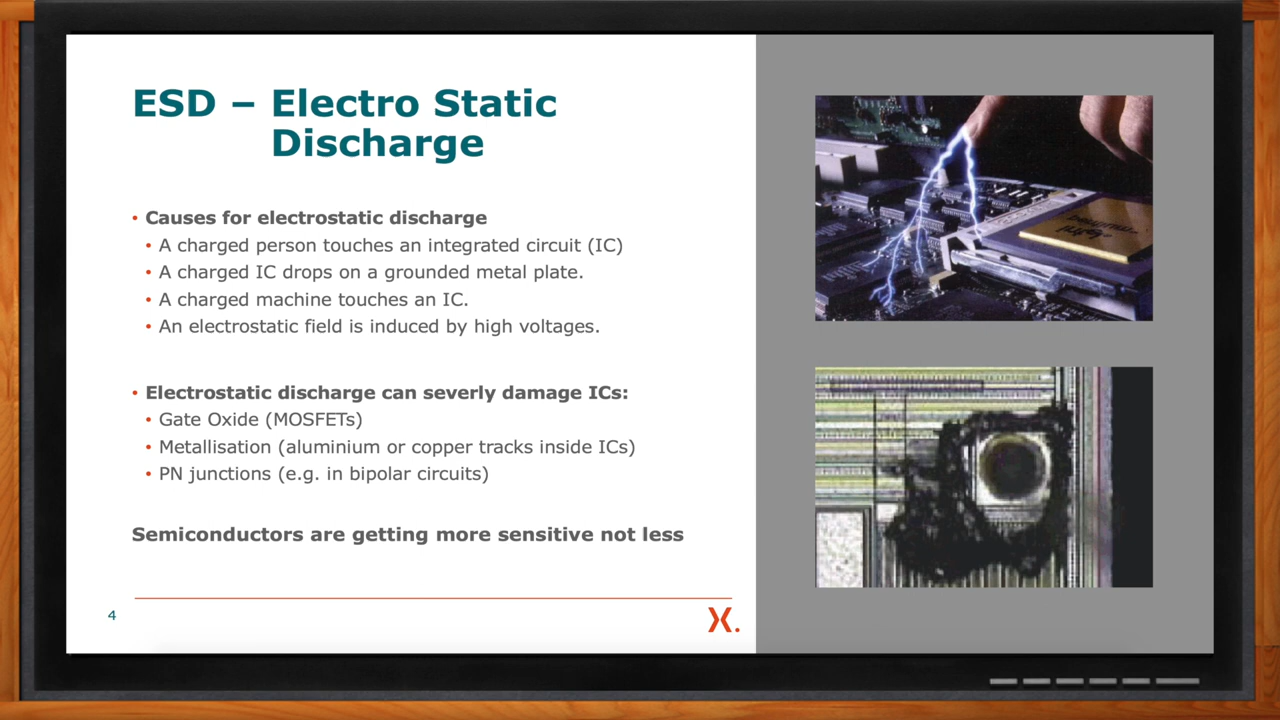 ESD – Electro Static
Discharge
• Causes for electrostatic discharge
• A charged person touches an integrated circuit (IC)
• A charged IC drops on a grounded metal plate.
• A charged machine touches an IC.
• An electrostatic field is induced by high voltages.
• Electrostatic discharge can severly damage ICs:
• Gate Oxide (MOSFETs)
• Metallisation (aluminium or copper tracks inside ICs)
• PN junctions (e.g. in bipolar circuits)
Semiconductors are getting more sensitive not less
4
X.